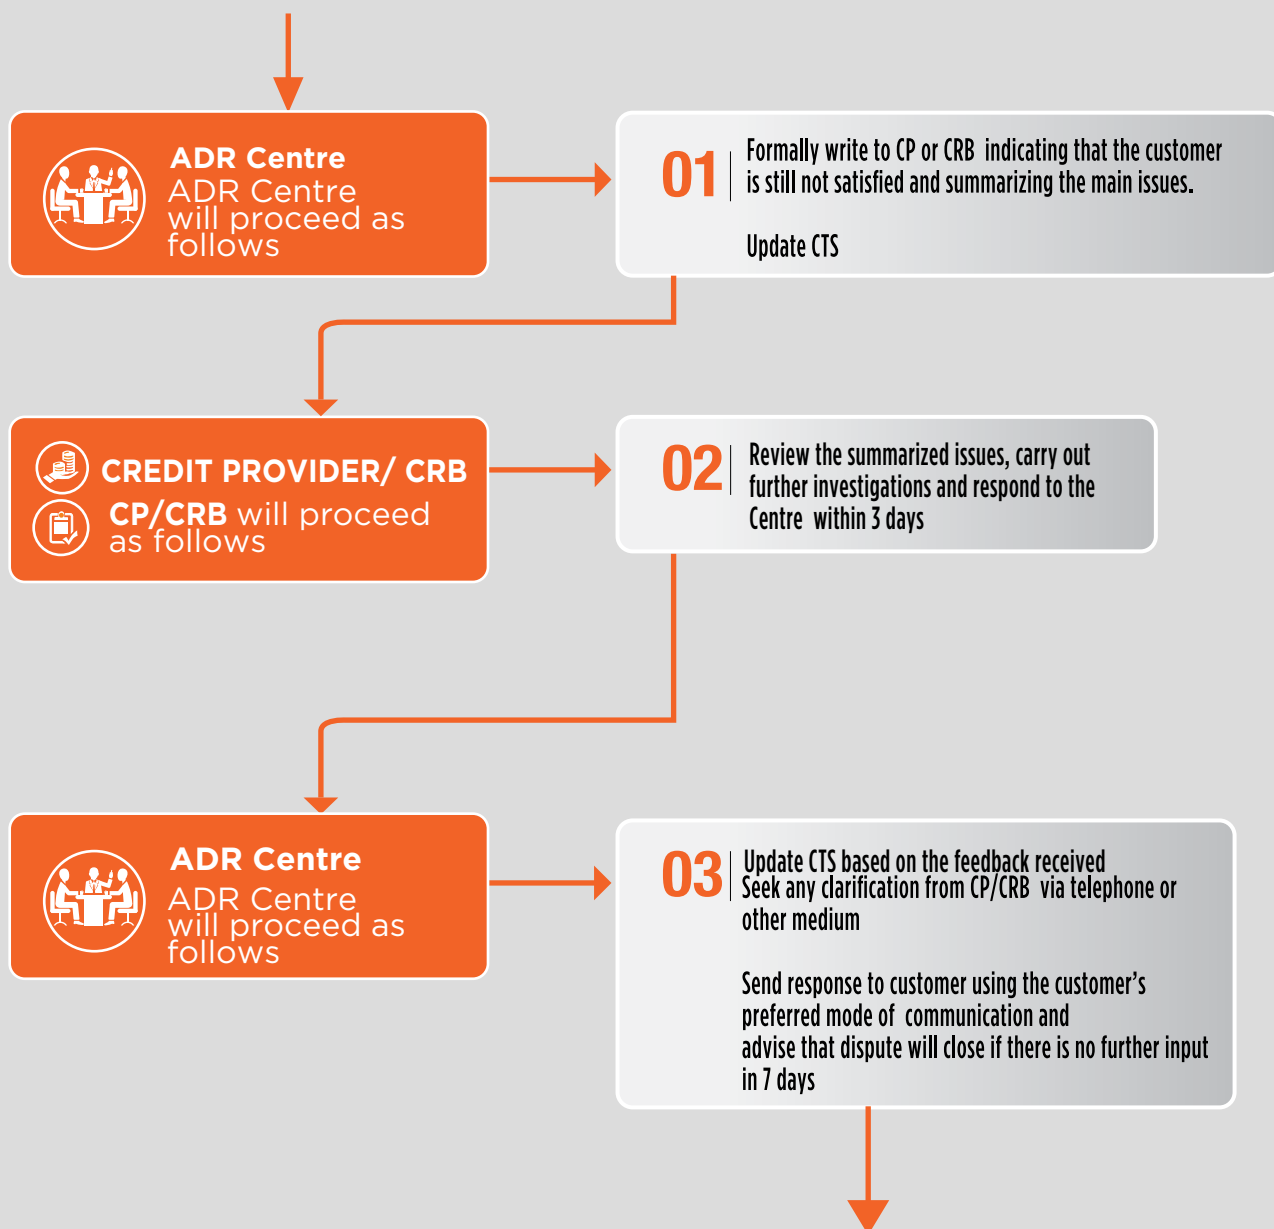 ADR Centre
ADR Centre
will proceed as
follows
01
Formally write to CP or CRB indicating that the customer
is still not satisfied and summarizing the main issues.
Update CTS
CREDIT PROVIDER/ CRB
CP/CRB will proceed
as follows
02
Review the summarized issues, carry out
further investigations and respond to the
Centre within 3 days
ADR Centre
ADR Centre
will proceed as
follows
03
Update CTS based on the feedback received
Seek any clarification from CP/CRB via telephone or
other medium
Send response to customer using the customer's
preferred mode of communication and
advise that dispute will close if there is no further input
in 7 days